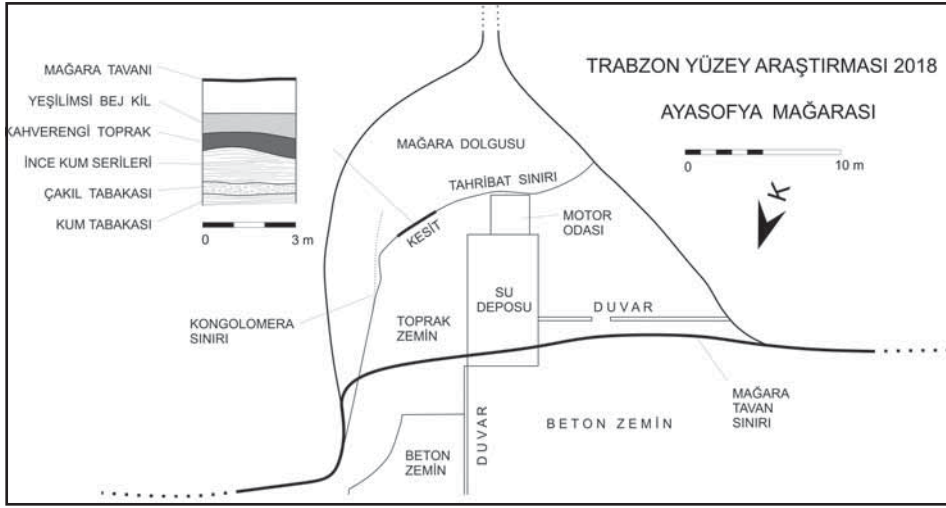 TRABZON YÜZEY ARAŞTIRMASI 2018
AYASOFYA MAĞARASI
0 10 m
K
MAĞARA TAVANI
YEŞİLİMSİ BEJ KİL
KAHVERENGİ TOPRAK
İNCE KUM SERİLERİ
ÇAKIL TABAKASI
KUM TABAKASI
0 3 m
MAĞARA DOLGUSU
TAHRİBAT SINIRI
KESİT
MOTOR
ODASI
SU
DEPOSU
DUVAR
KONGOLOMERA
SINIRI
TOPRAK
ZEMİN
MAĞARA
TAVAN
SINIRI
BETON ZEMİN
DUVAR
BETON
ZEMİN